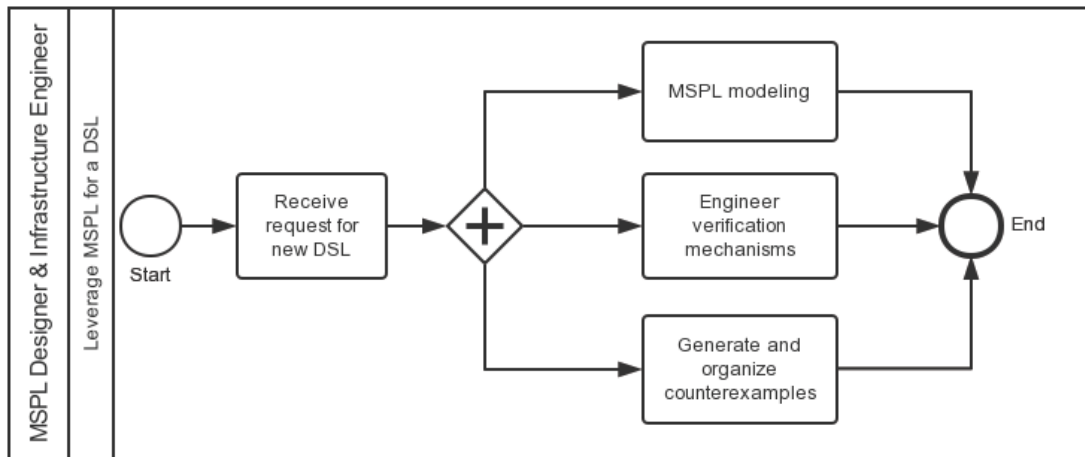 MSPL Designer & Infrastructure Engineer
Leverage MSPL for a DSL
Start
Receive
request for
new DSL
MSPL modeling
Engineer
verification
mechanisms
Generate and
organize
counterexamples
End